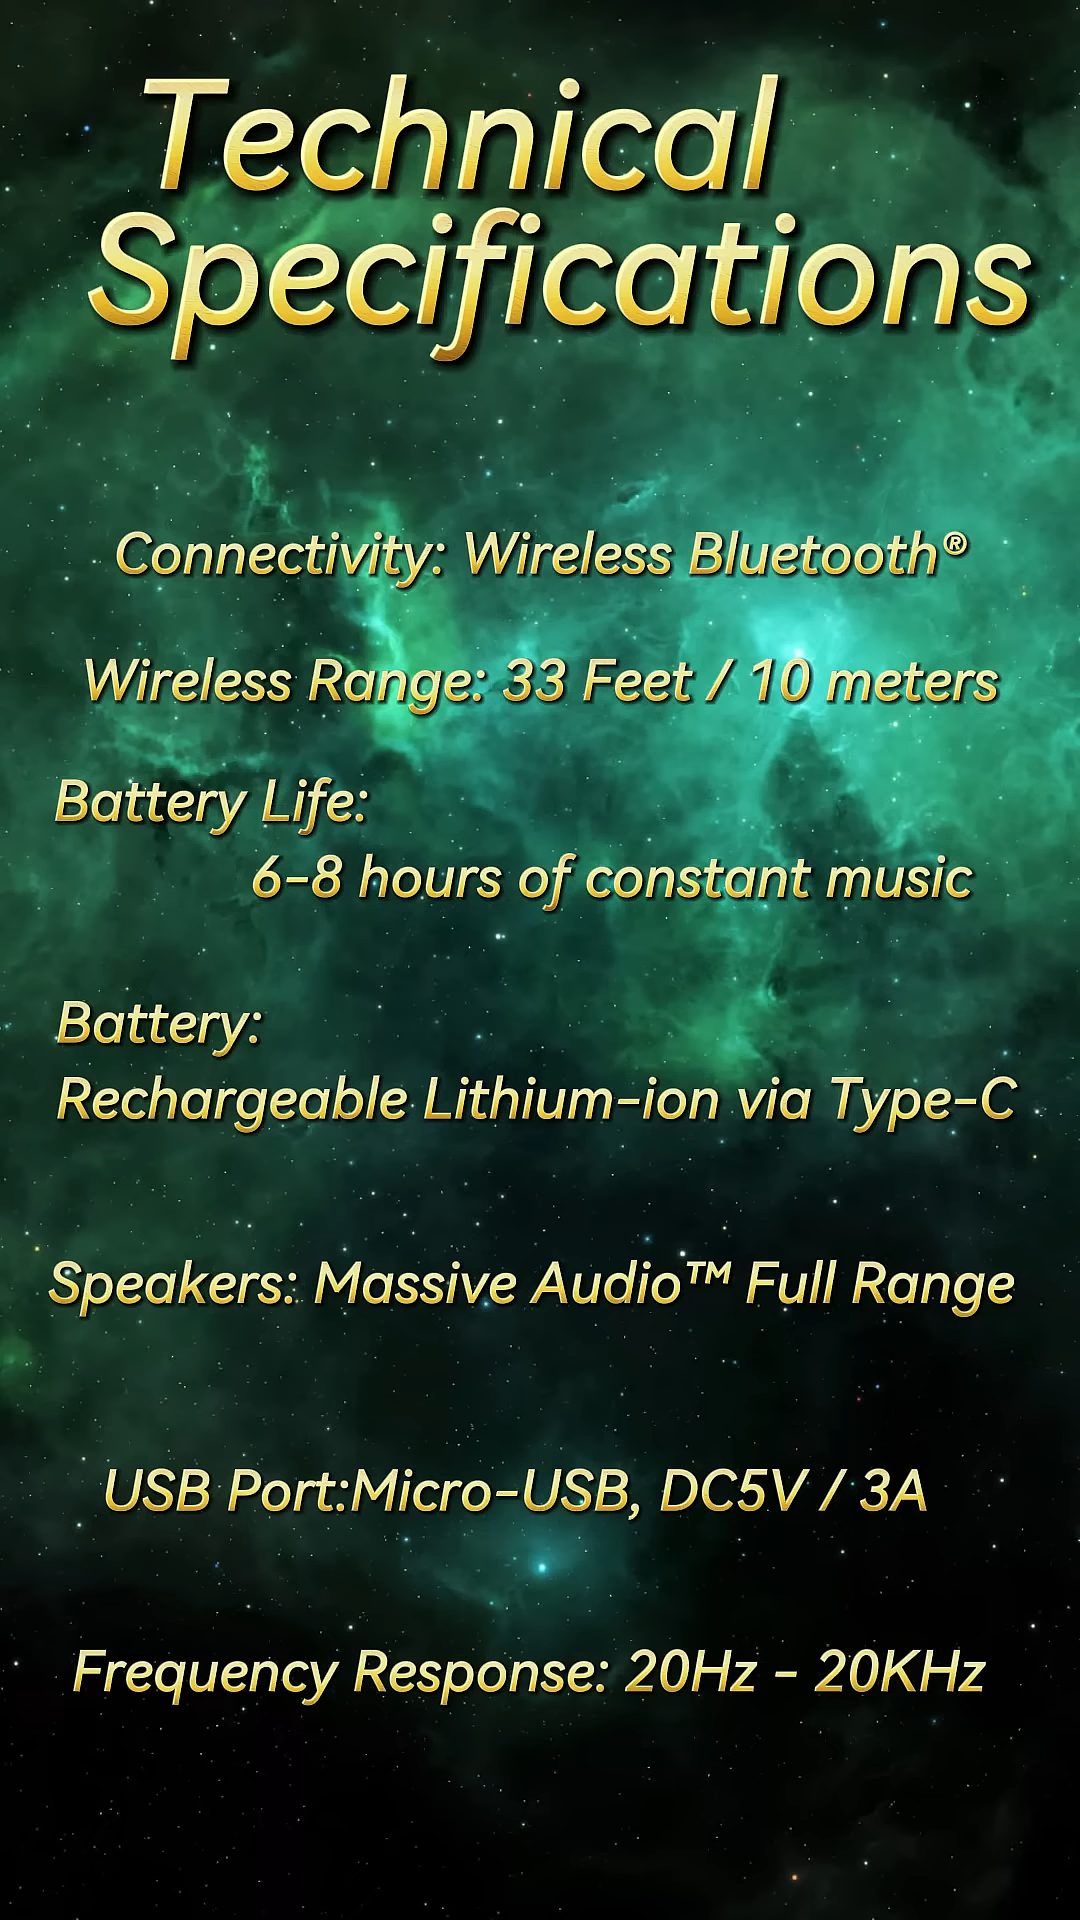 Technical
Specifications
Connectivity: Wireless Bluetooth®
Wireless Range: 33 Feet / 10 meters
Battery Life:
6-8 hours of constant music
Battery:
Rechargeable Lithium-ion via Type-C
Speakers: Massive Audio™ Full Range
USB Port:Micro-USB, DC5V / 3A
Frequency Response: 20Hz - 20KHz